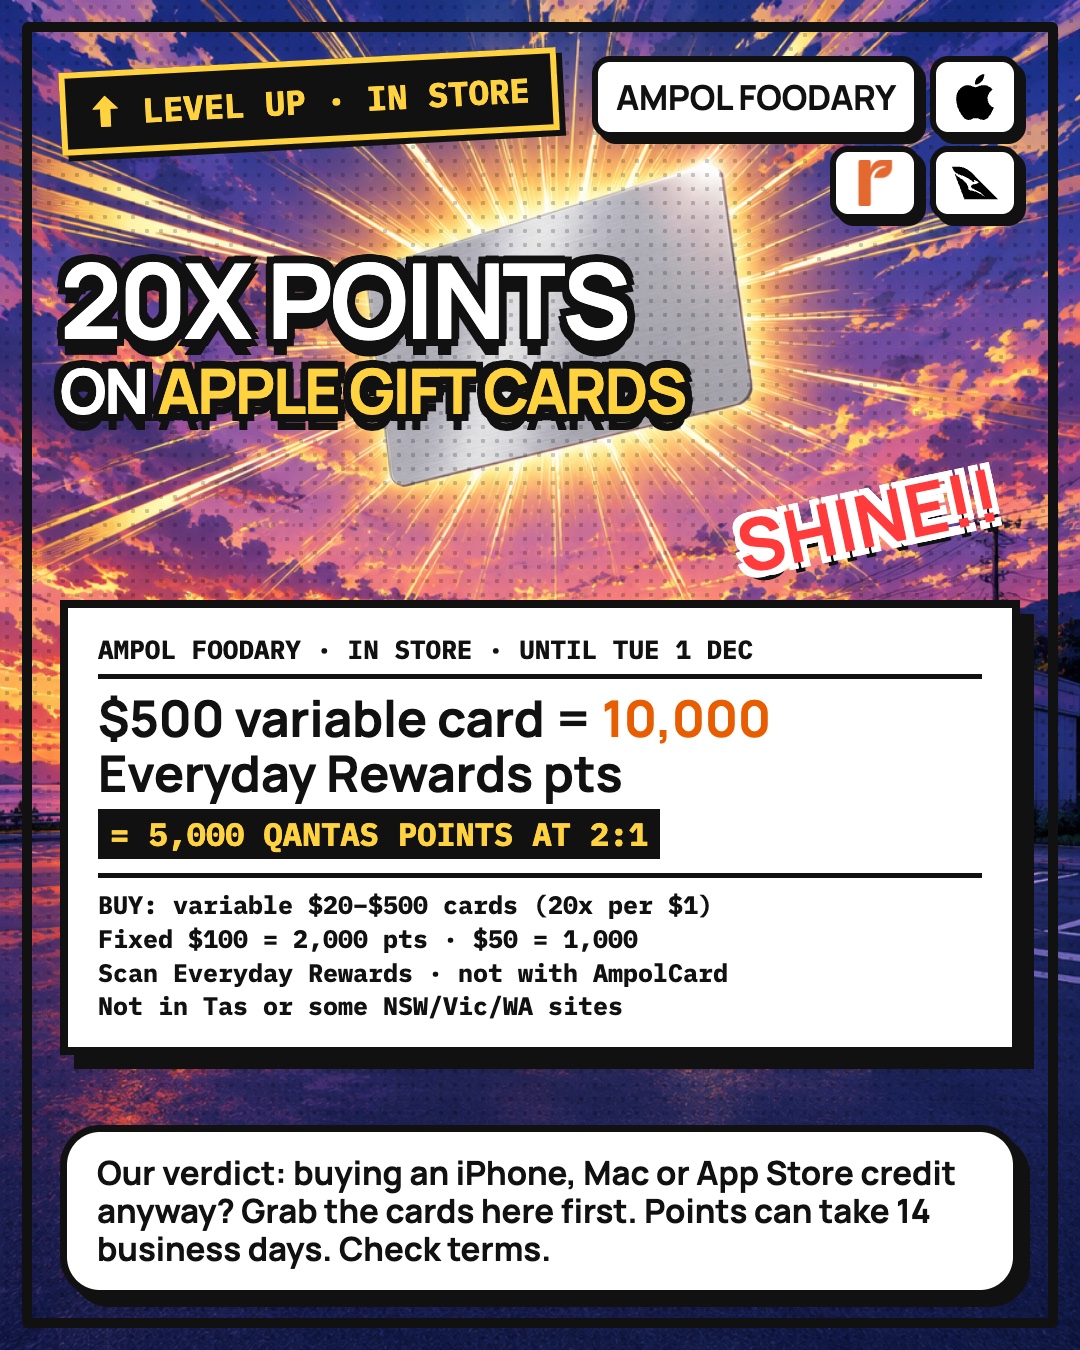 LEVEL UP · IN STORE
AMPOL FOODARY
r
20X POINTS
ON APPLE GIFT CARDS
SHINE!!
AMPOL FOODARY · IN STORE · UNTIL TUE 1 DEC
$500 variable card = 10,000
Everyday Rewards pts
= 5,000 QANTAS POINTS AT 2:1
BUY: variable $20–$500 cards (20x per $1)
Fixed $100 = 2,000 pts · $50 = 1,000
Scan Everyday Rewards · not with AmpolCard
Not in Tas or some NSW/Vic/WA sites
Our verdict: buying an iPhone, Mac or App Store credit
anyway? Grab the cards here first. Points can take 14
business days. Check terms.